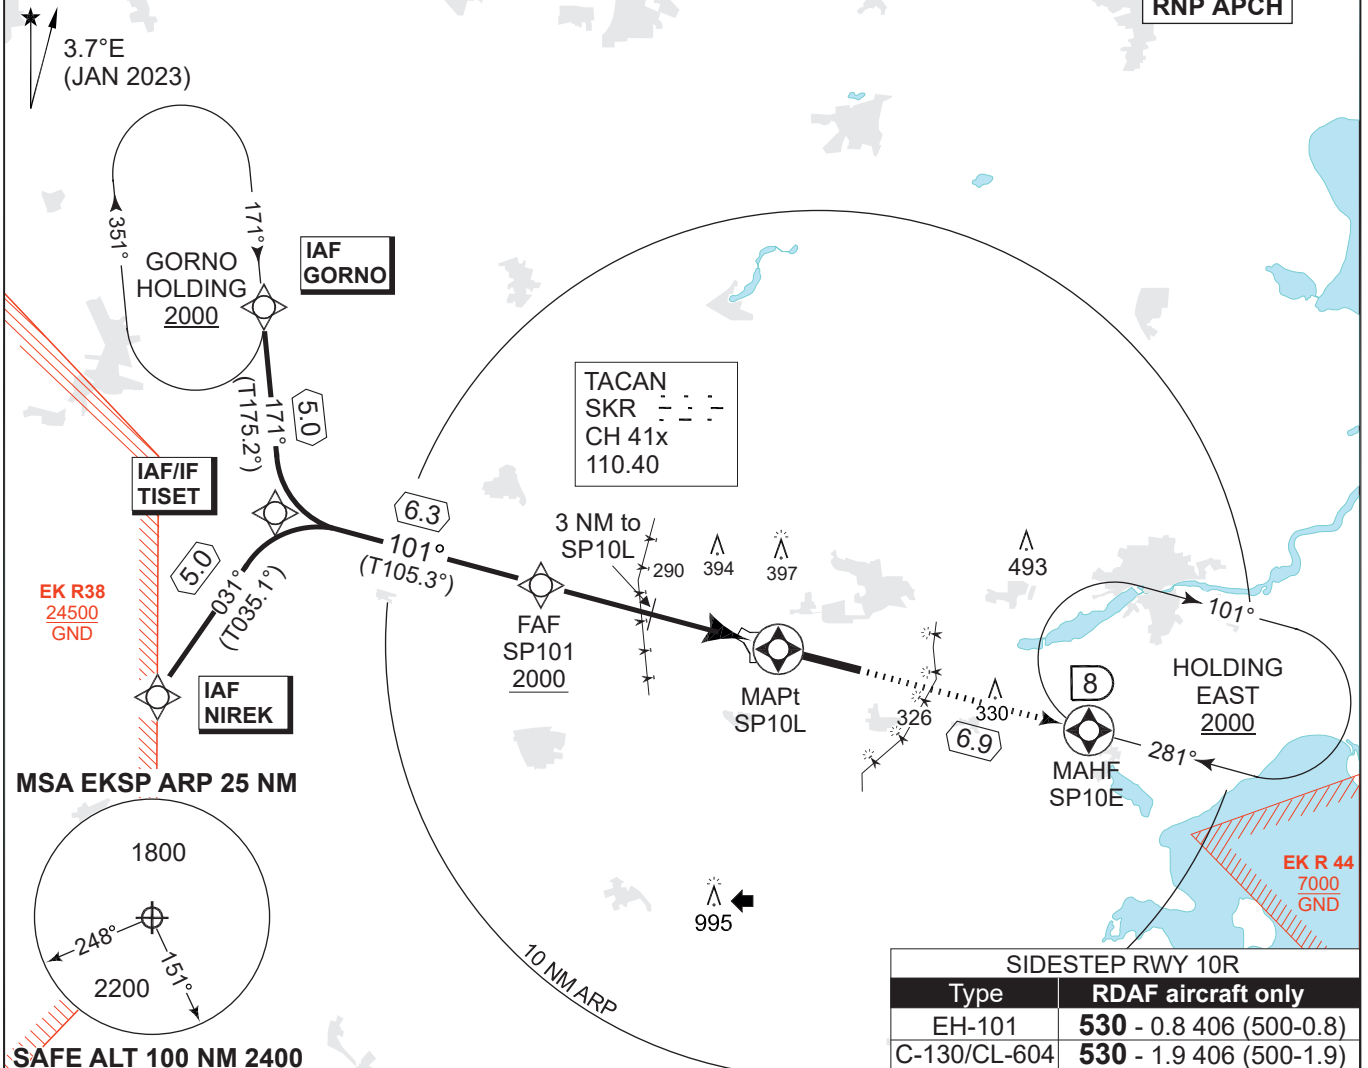 RNP APCH
3.7°E
(JAN 2023)
351°
171°
GORNO
HOLDING
2000
IAF
GORNO
171°
(T175.2°)
5.0
TACAN
SKR
CH 41x
110.40
IAF/IF
TISET
6.3
101°
(T105.3°)
3 NM to
SP10L
290
394
397
493
5.0
031°
(T035.1°)
EK R38
24500
GND
FAF
SP101
2000
101°
IAF
NIREK
MAPt
SP10L
326
330
6.9
8
HOLDING
EAST
2000
281°
MAHF
SP10E
MSA EKSP ARP 25 NM
1800
248°
151°
2200
SAFE ALT 100 NM 2400
995
10 NM ARP
EK R 44
7000
GND
SIDESTEP RWY 10R
Type RDAF aircraft only
EH-101 530 - 0.8 406 (500-0.8)
C-130/CL-604 530 - 1.9 406 (500-1.9)